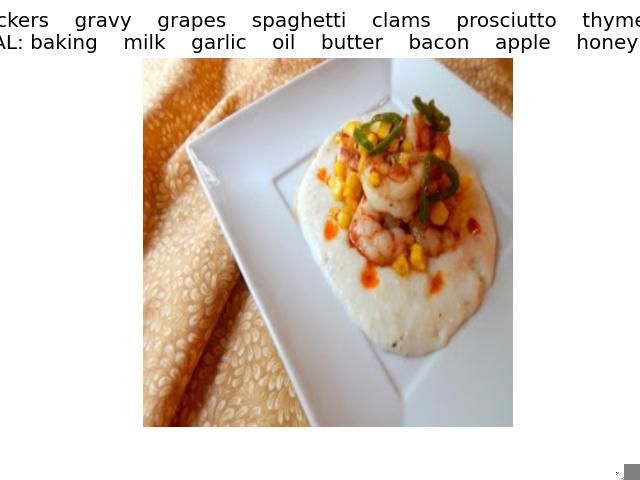 ckers gravy grapes spaghetti clams prosciutto thyme
AL: baking milk garlic oil butter bacon apple honey